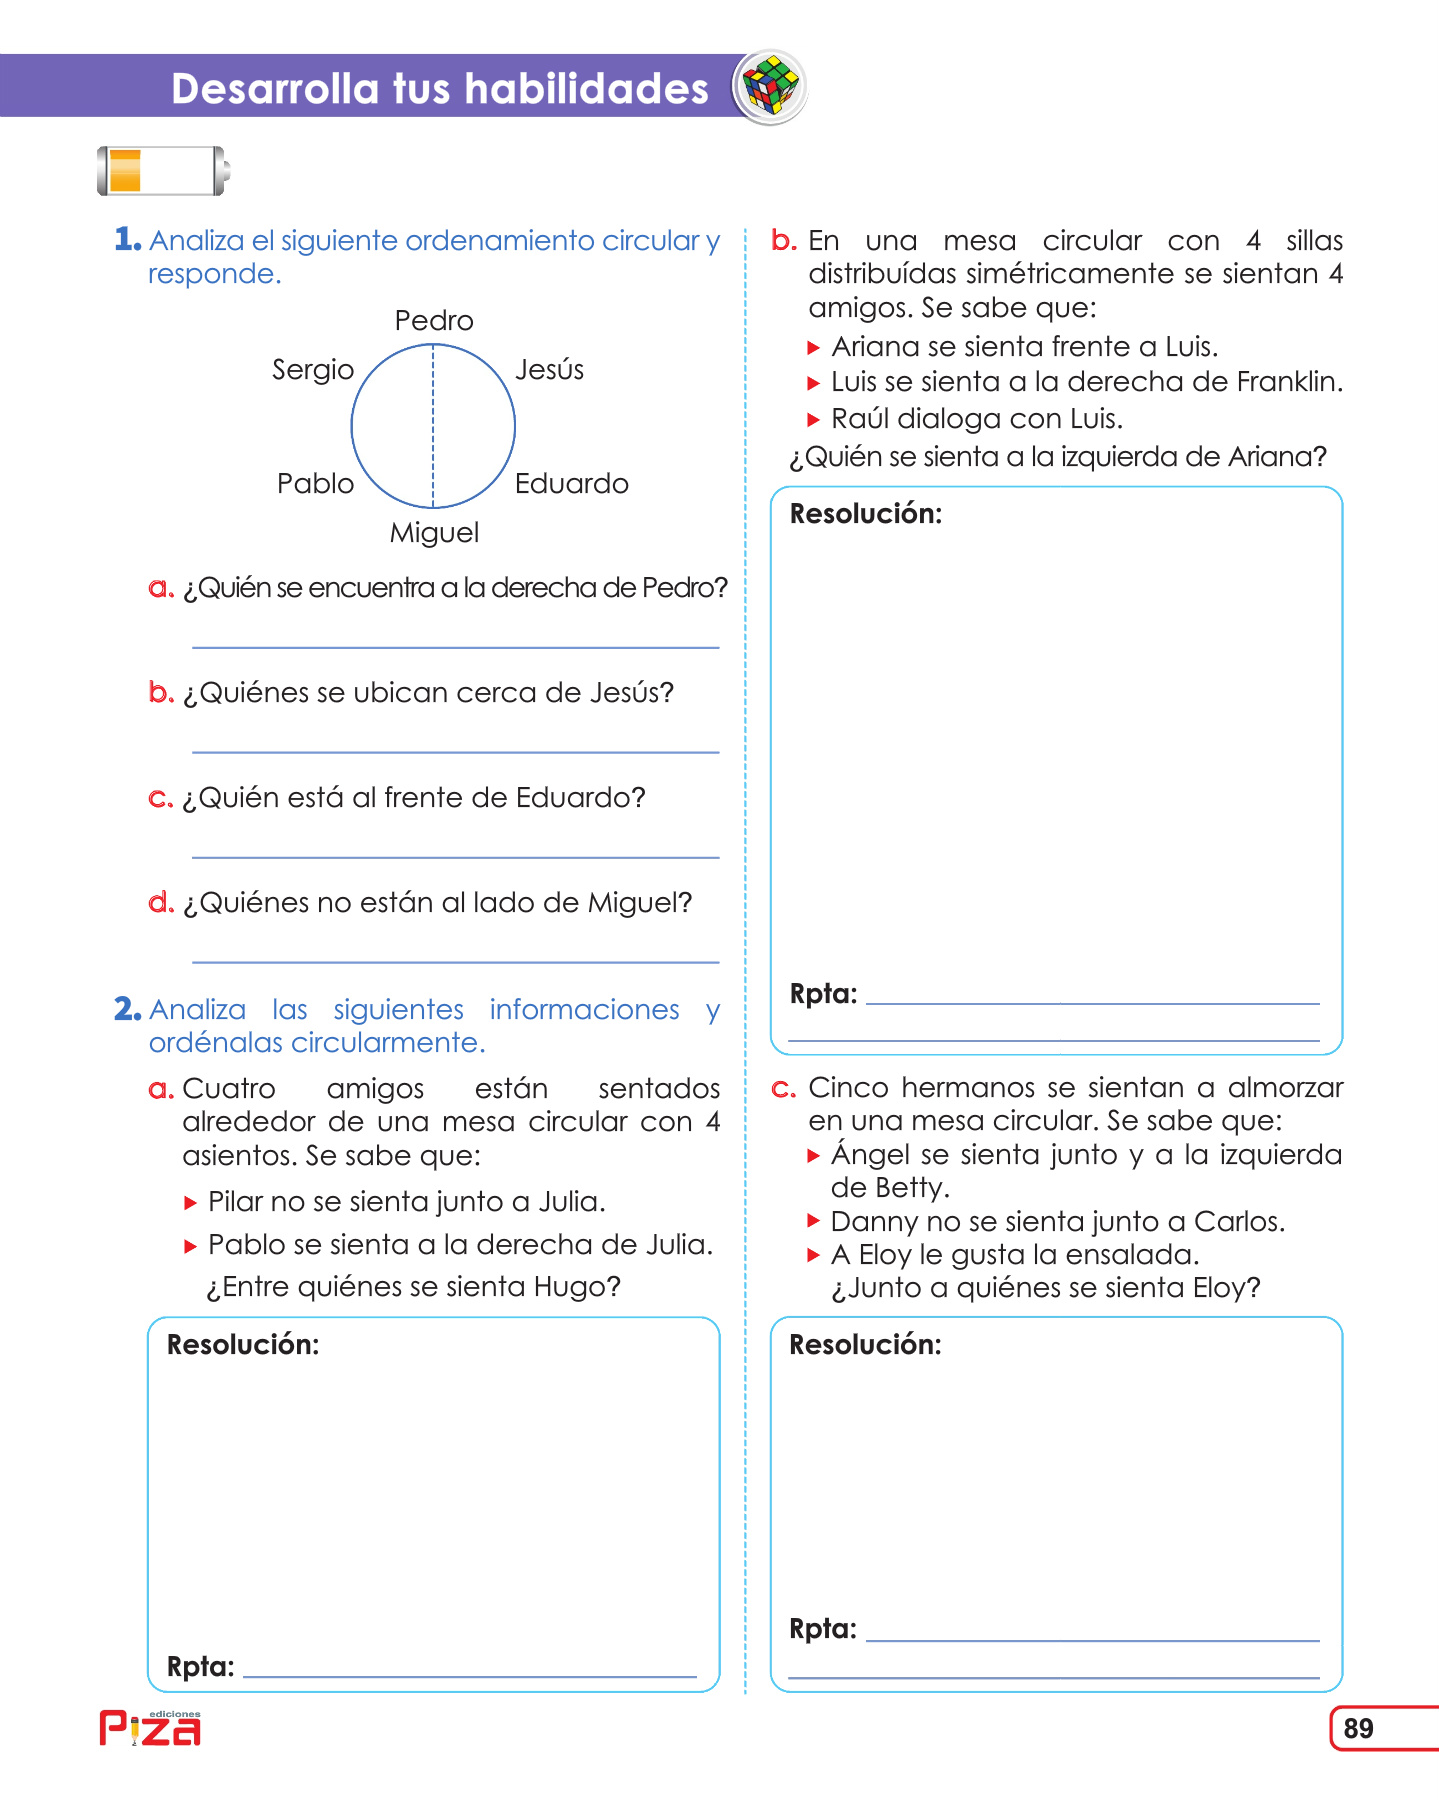 Desarrolla tus habilidades
1. Analiza el siguiente ordenamiento circular y
responde.
Pedro
Sergio
Jesús
Pablo
Eduardo
Miguel
a. ¿Quién se encuentra a la derecha de Pedro?
b. ¿Quiénes se ubican cerca de Jesús?
c. ¿Quién está al frente de Eduardo?
d. ¿Quiénes no están al lado de Miguel?
2. Analiza las siguientes informaciones y
ordénalas circularmente.
a. Cuatro amigos están sentados
alrededor de una mesa circular con 4
asientos. Se sabe que:
Pilar no se sienta junto a Julia.
Pablo se sienta a la derecha de Julia.
¿Entre quiénes se sienta Hugo?
Resolución:
Rpta:
b. En una mesa circular con 4 sillas
distribuídas simétricamente se sientan 4
amigos. Se sabe que:
Ariana se sienta frente a Luis.
Luis se sienta a la derecha de Franklin.
Raúl dialoga con Luis.
¿Quién se sienta a la izquierda de Ariana?
Resolución:
Rpta:
c. Cinco hermanos se sientan a almorzar
en una mesa circular. Se sabe que:
Ángel se sienta junto y a la izquierda
de Betty.
Danny no se sienta junto a Carlos.
A Eloy le gusta la ensalada.
¿Junto a quiénes se sienta Eloy?
Resolución:
Rpta:
ediciones
Piza
89